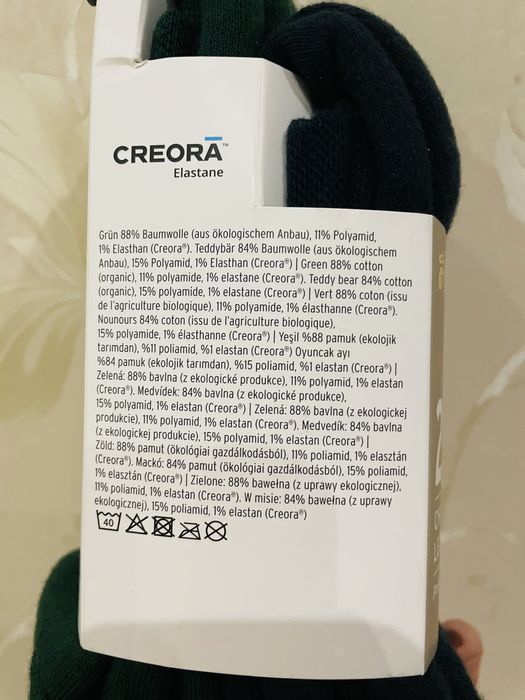 CREORA™
Elastane
Grün 88% Baumwolle (aus ökologischem Anbau), 11% Polyamid,
1% Elasthan (Creora®). Teddybär 84% Baumwolle (aus ökologischem
Anbau), 15% Polyamid, 1% Elasthan (Creora®) | Green 88% cotton
(organic), 11% polyamide, 1% elastane (Creora®). Teddy bear 84% cotton
(organic), 15% polyamide, 1% elastane (Creora®) | Vert 88% coton (issu
de l'agriculture biologique), 11% polyamide, 1% élasthanne (Creora®).
Nounours 84% coton (issu de l'agriculture biologique),
15% polyamide, 1% élasthanne (Creora®) | Yeşil %88 pamuk (ekolojik
tarımdan), %11 poliamid, %1 elastan (Creora®) Oyuncak ayı
%84 pamuk (ekolojik tarımdan), %15 poliamid, %1 elastan (Creora®) |
Zelená: 88% bavlna (z ekologické produkce), 11% polyamid, 1% elastan
(Creora®). Medvídek: 84% bavlna (z ekologické produkce),
15% polyamid, 1% elastan (Creora®) | Zelená: 88% bavlna (z ekologickej
produkcie), 11% polyamid, 1% elastan (Creora®). Medvedík: 84% bavlna
(z ekologickej produkcie), 15% polyamid, 1% elastan (Creora®) |
Zöld: 88% pamut (ökológiai gazdálkodásból), 11% poliamid, 1% elasztán
(Creora®). Mackó: 84% pamut (ökológiai gazdálkodásból), 15% poliamid,
1% elasztán (Creora®) | Zielone: 88% bawełna (z uprawy ekologicznej),
11% poliamid, 1% elastan (Creora®). W misie: 84% bawełna (z uprawy
ekologicznej), 15% poliamid, 1% elastan (Creora®)
40